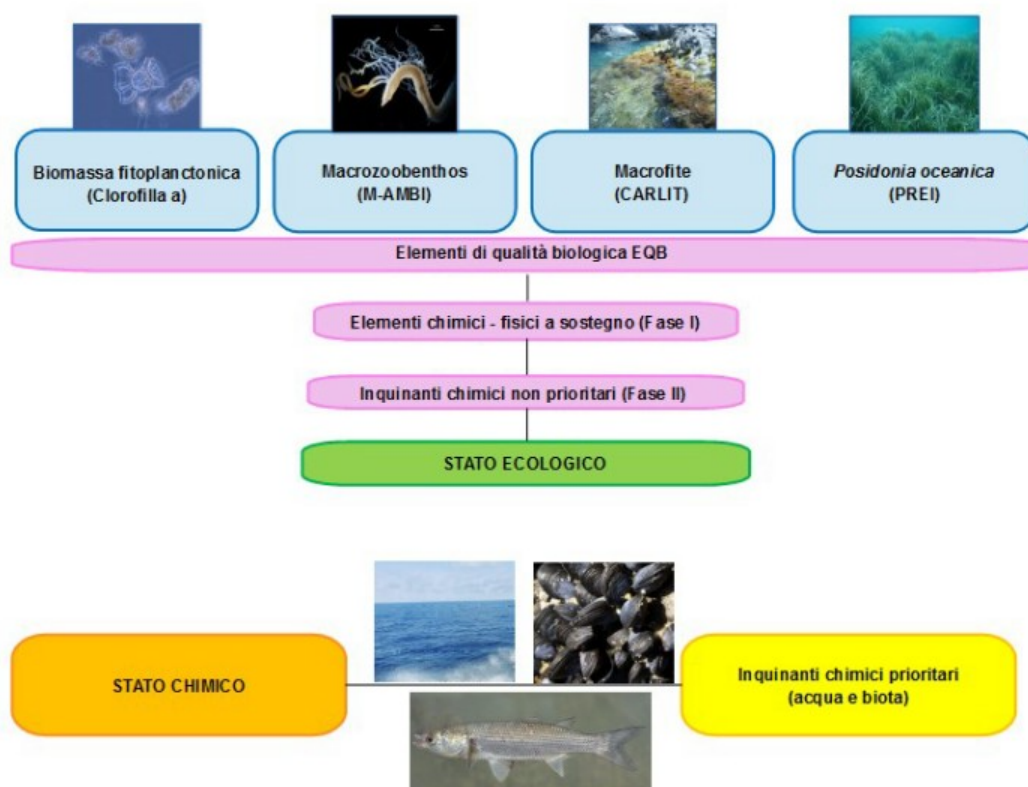 Biomassa fitoplanctonica
(Clorofilla a)
Macrozoobenthos
(M-AMBI)
Macrofite
(CARLIT)
Posidonia oceanica
(PREI)
Elementi di qualità biologica EQB
Elementi chimici - fisici a sostegno (Fase I)
Inquinanti chimici non prioritari (Fase II)
STATO ECOLOGICO
STATO CHIMICO
Inquinanti chimici prioritari
(acqua e biota)